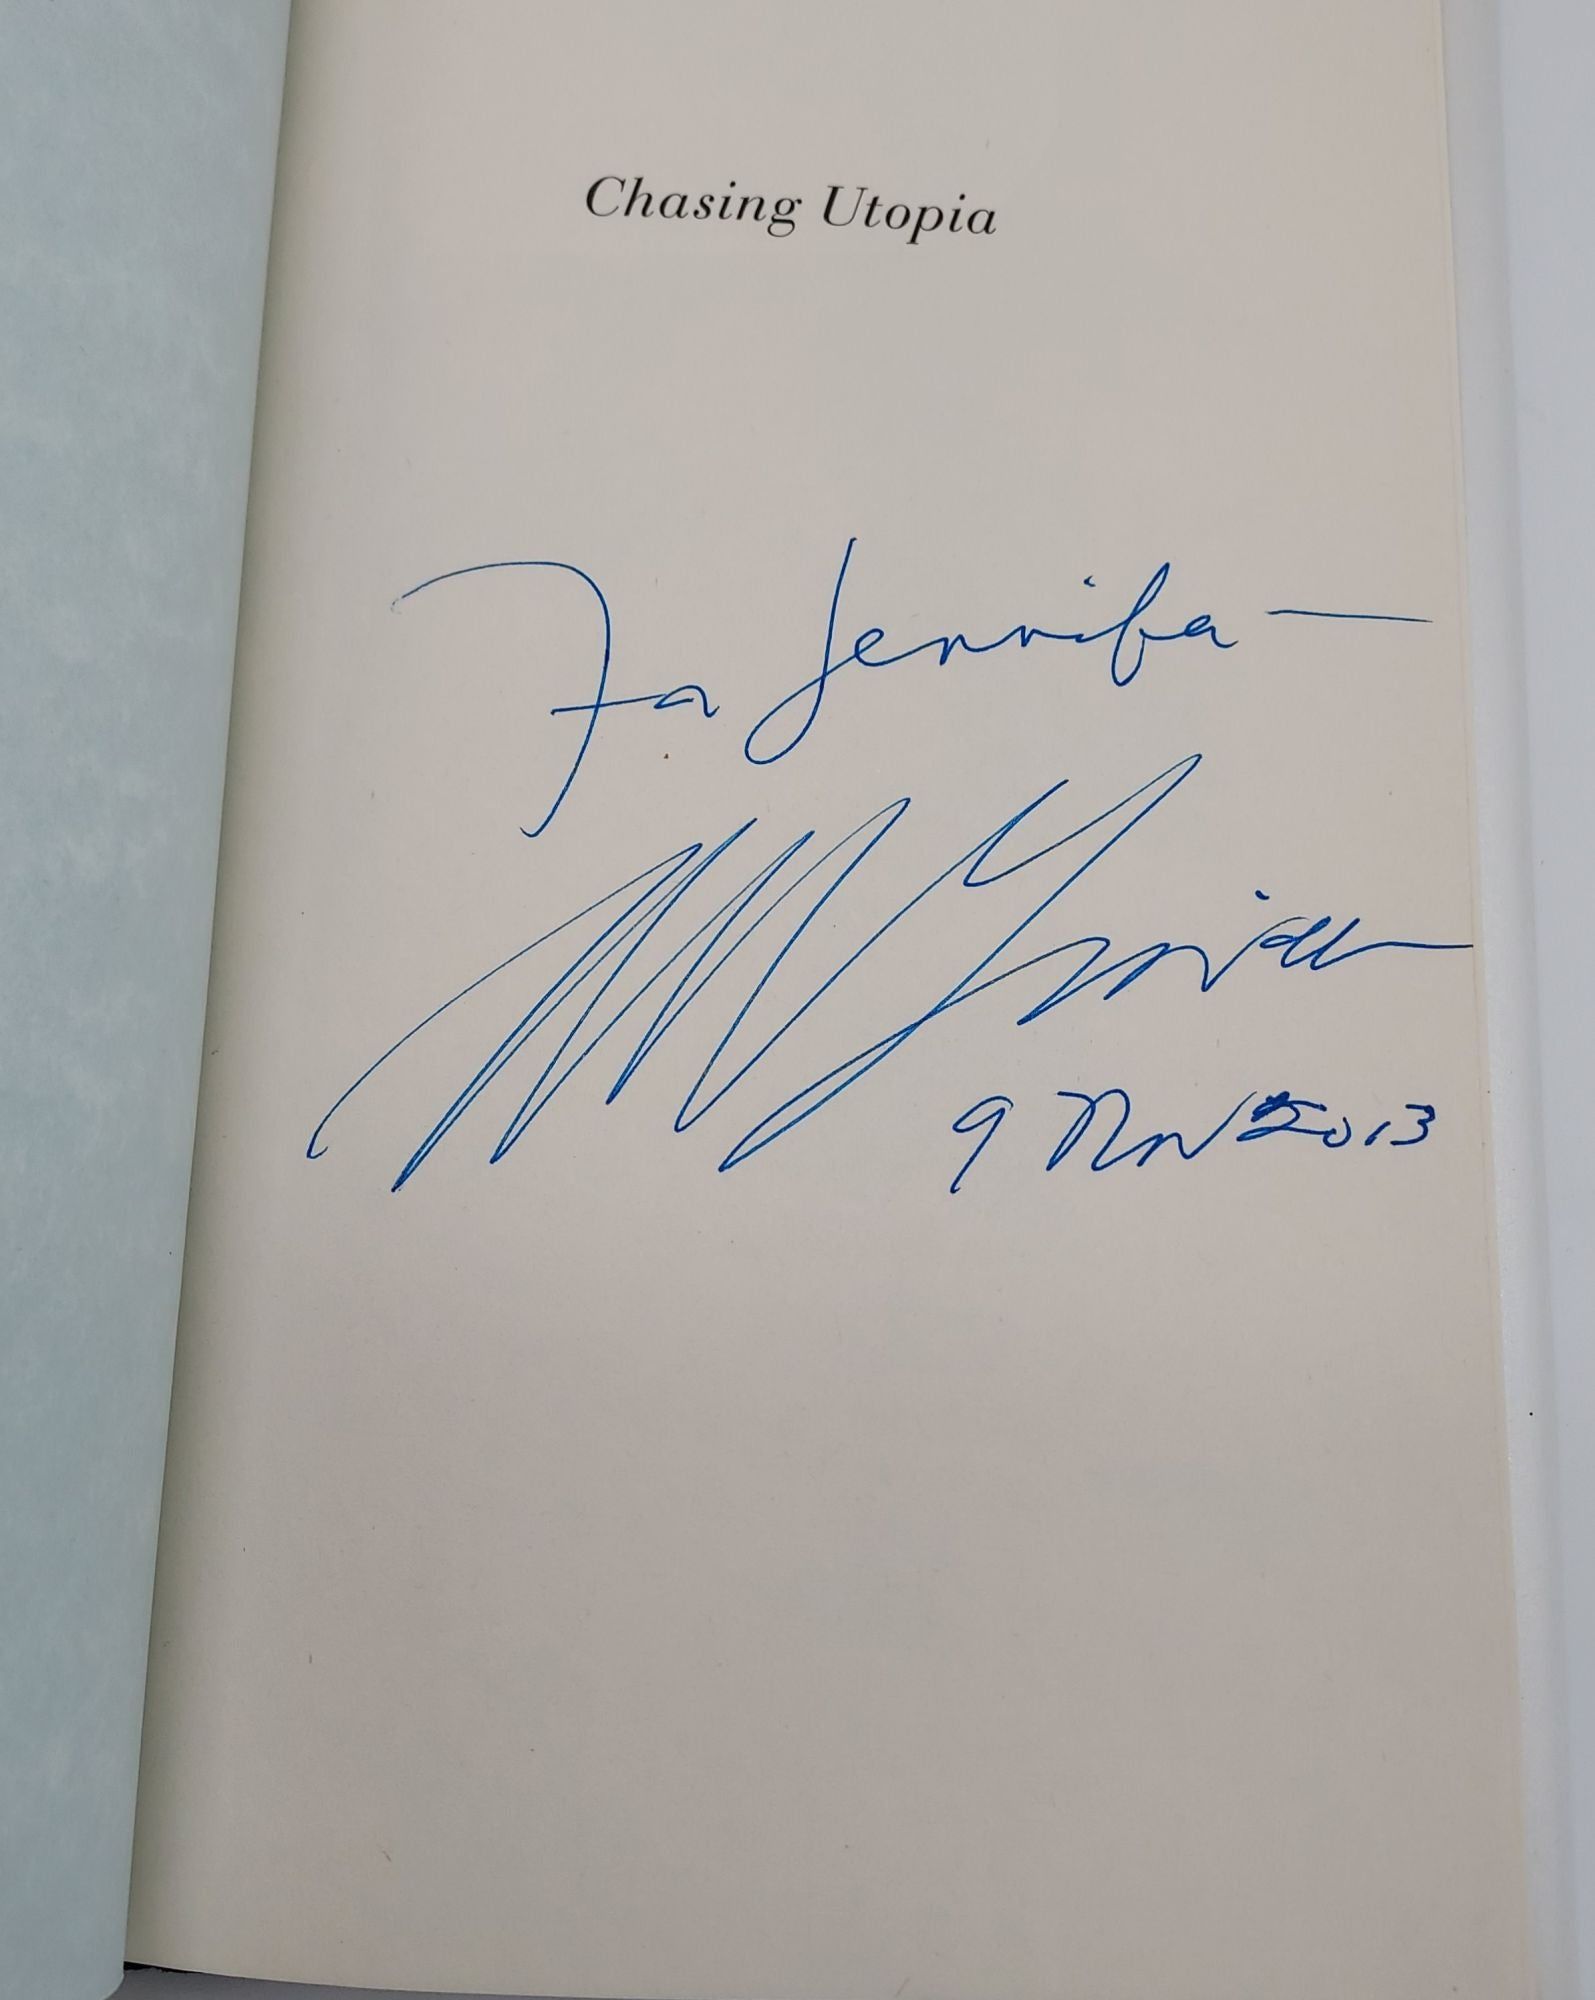 Chasing Utopia
For Jennifer —
9 Nov 2013